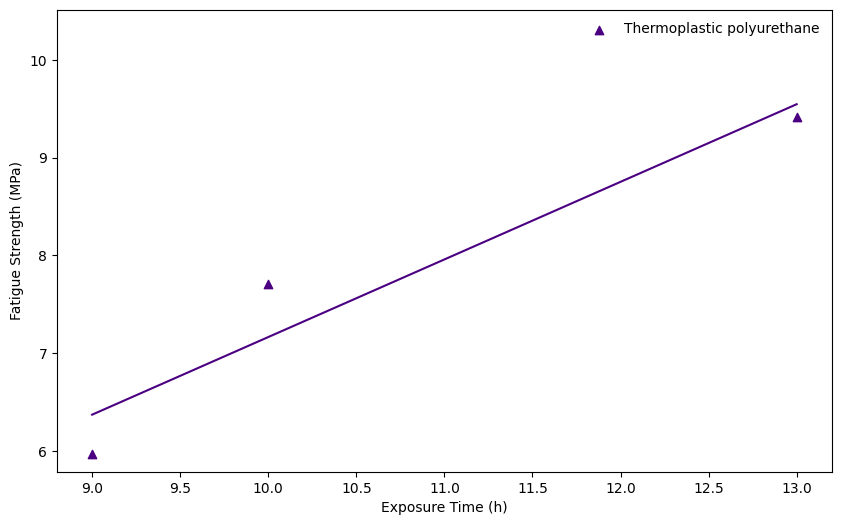 Thermoplastic polyurethane
10
9
8
7
6
Fatigue Strength (MPa)
9.0 9.5 10.0 10.5 11.0 11.5 12.0 12.5 13.0
Exposure Time (h)